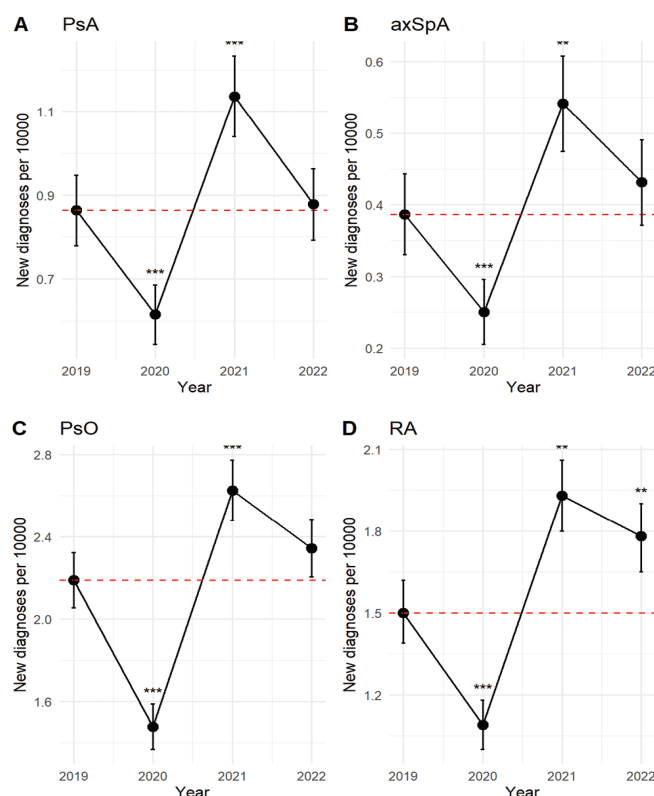 A PsA
New diagnoses per 10000
1.1
0.9
0.7
***
***
2019 2020 2021 2022
Year
B axSpA
New diagnoses per 10000
0.6
0.5
0.4
0.3
0.2
***
**
2019 2020 2021 2022
Year
C PsO
New diagnoses per 10000
2.8
2.4
2.0
1.6
***
***
2019 2020 2021 2022
Year
D RA
New diagnoses per 10000
2.1
1.8
1.5
1.2
***
**
**
2019 2020 2021 2022
Year